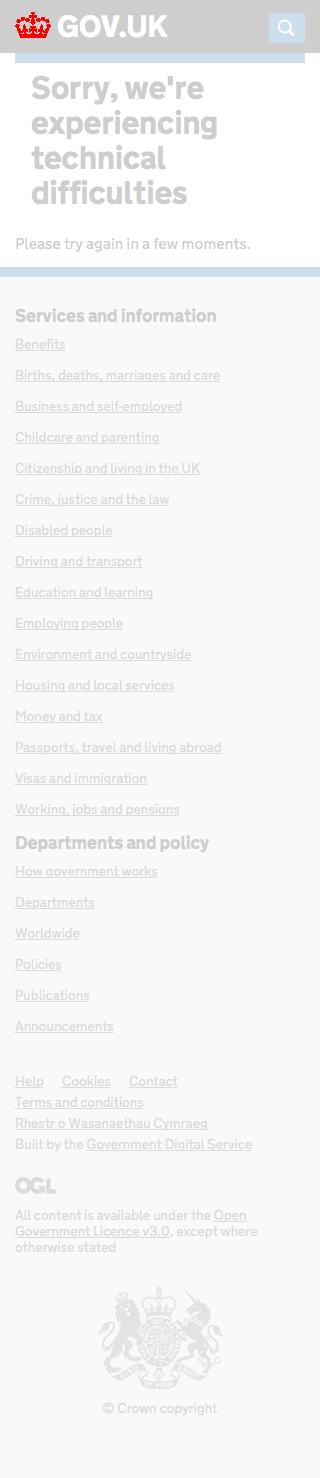 GOV.UK
Sorry, we're
experiencing
technical
difficulties
Please try again in a few moments.
Services and information
Benefits
Births, deaths, marriages and care
Business and self-employed
Childcare and parenting
Citizenship and living in the UK
Crime, justice and the law
Disabled people
Driving and transport
Education and learning
Employing people
Environment and countryside
Housing and local services
Money and tax
Passports, travel and living abroad
Visas and immigration
Working, jobs and pensions
Departments and policy
How government works
Departments
Worldwide
Policies
Publications
Announcements
Help Cookies Contact
Terms and conditions
Rhestr o Wasanaethau Cymraeg
Built by the Government Digital Service
OGL
All content is available under the Open
Government Licence v3.0, except where
otherwise stated
© Crown copyright